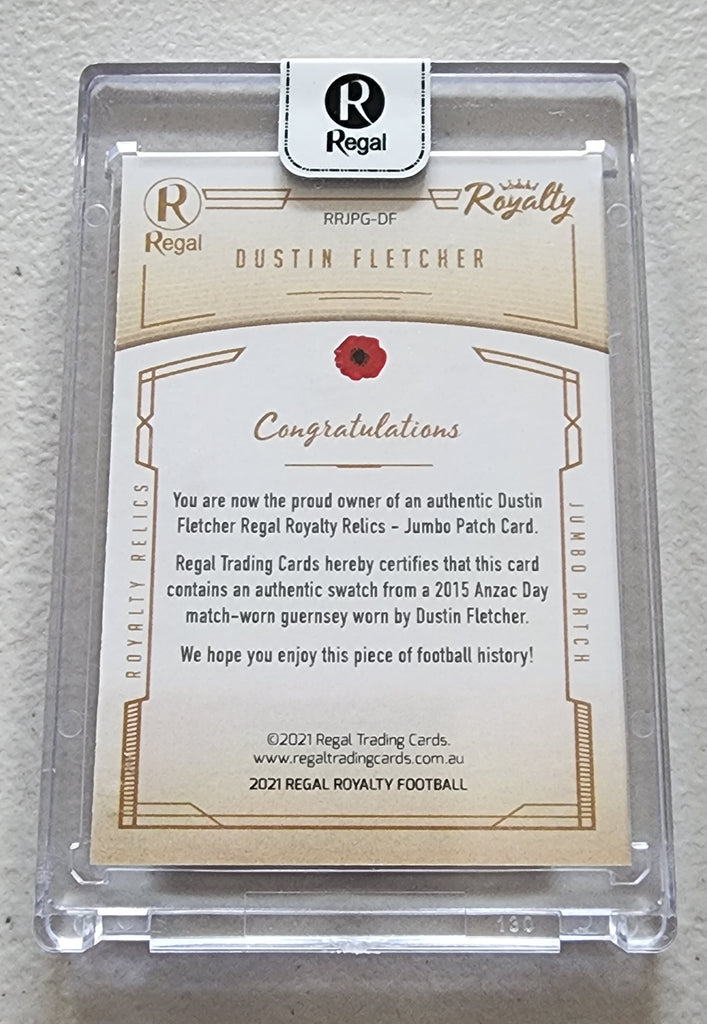 R
Regal
R
Regal
RRJPG-DF
Royalty
DUSTIN FLETCHER
Congratulations
You are now the proud owner of an authentic Dustin
Fletcher Regal Royalty Relics - Jumbo Patch Card.
Regal Trading Cards hereby certifies that this card
contains an authentic swatch from a 2015 Anzac Day
match-worn guernsey worn by Dustin Fletcher.
We hope you enjoy this piece of football history!
ROYALTY RELICS
JUMBO PATCH
©2021 Regal Trading Cards.
www.regaltradingcards.com.au
2021 REGAL ROYALTY FOOTBALL
130